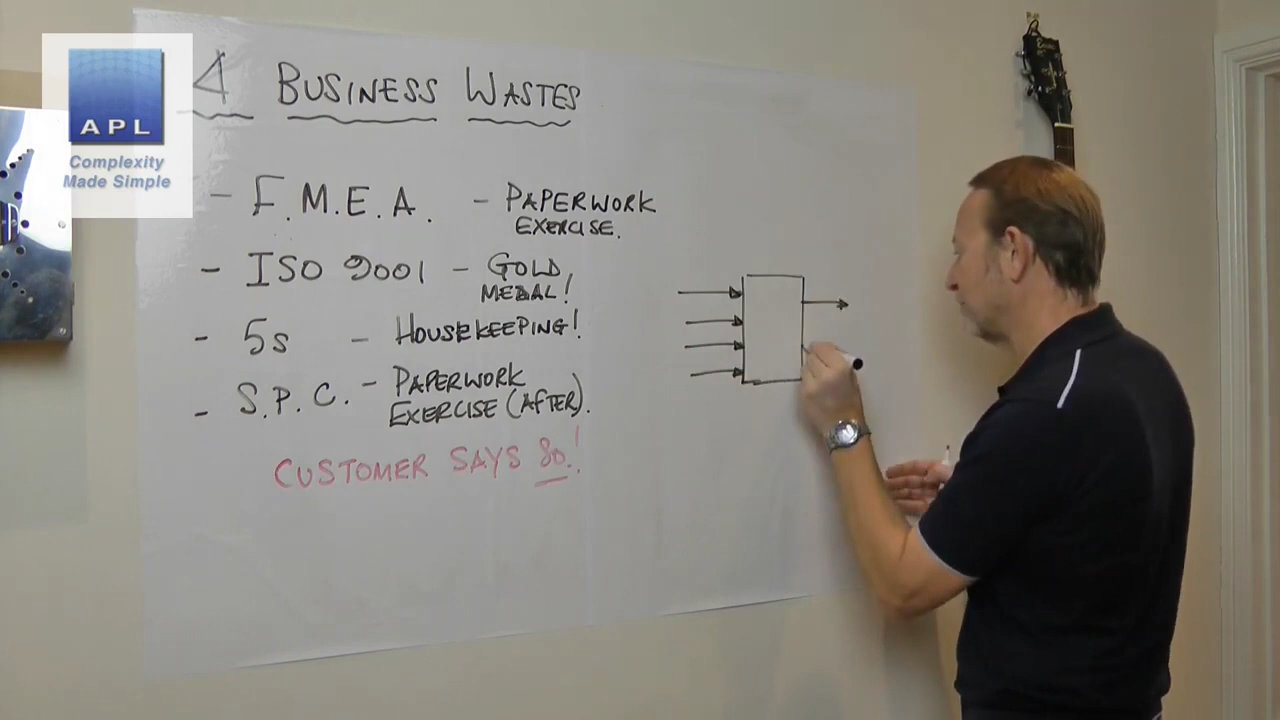 APL
Complexity
Made Simple
4 BUSINESS WASTES
- F.M.E.A. - PAPERWORK
EXERCISE.
- ISO 9001 - GOLD
MEDAL!
- 5s - HOUSEKEEPING!
- S.P.C. - PAPERWORK
EXERCISE (AFTER).
CUSTOMER SAYS SO!